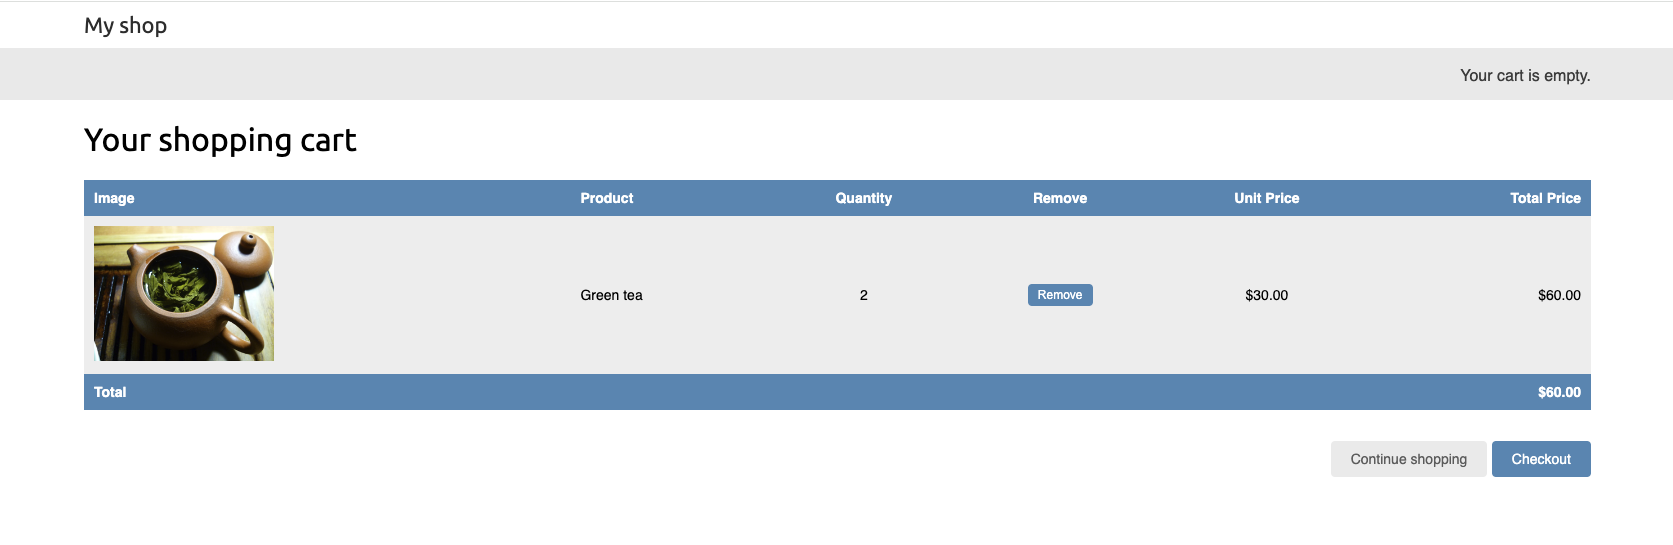 My shop
Your cart is empty.
Your shopping cart
Image Product Quantity Remove Unit Price Total Price
Green tea 2 Remove $30.00 $60.00
Total $60.00
Continue shopping Checkout